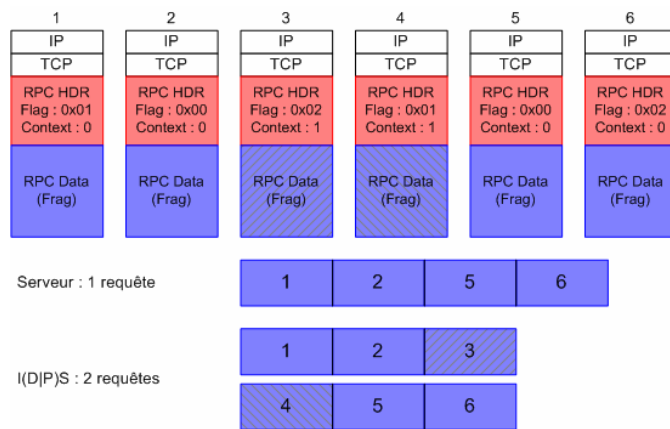 1 2 3 4 5 6
IP IP IP IP IP IP
TCP TCP TCP TCP TCP TCP
RPC HDR RPC HDR RPC HDR RPC HDR RPC HDR RPC HDR
Flag : 0x01 Flag : 0x00 Flag : 0x02 Flag : 0x01 Flag : 0x00 Flag : 0x02
Context : 0 Context : 0 Context : 1 Context : 1 Context : 0 Context : 0
RPC Data RPC Data RPC Data RPC Data RPC Data RPC Data
(Frag) (Frag) (Frag) (Frag) (Frag) (Frag)
Serveur : 1 requête 1 2 5 6
1 2 3
I(D|P)S : 2 requêtes
4 5 6